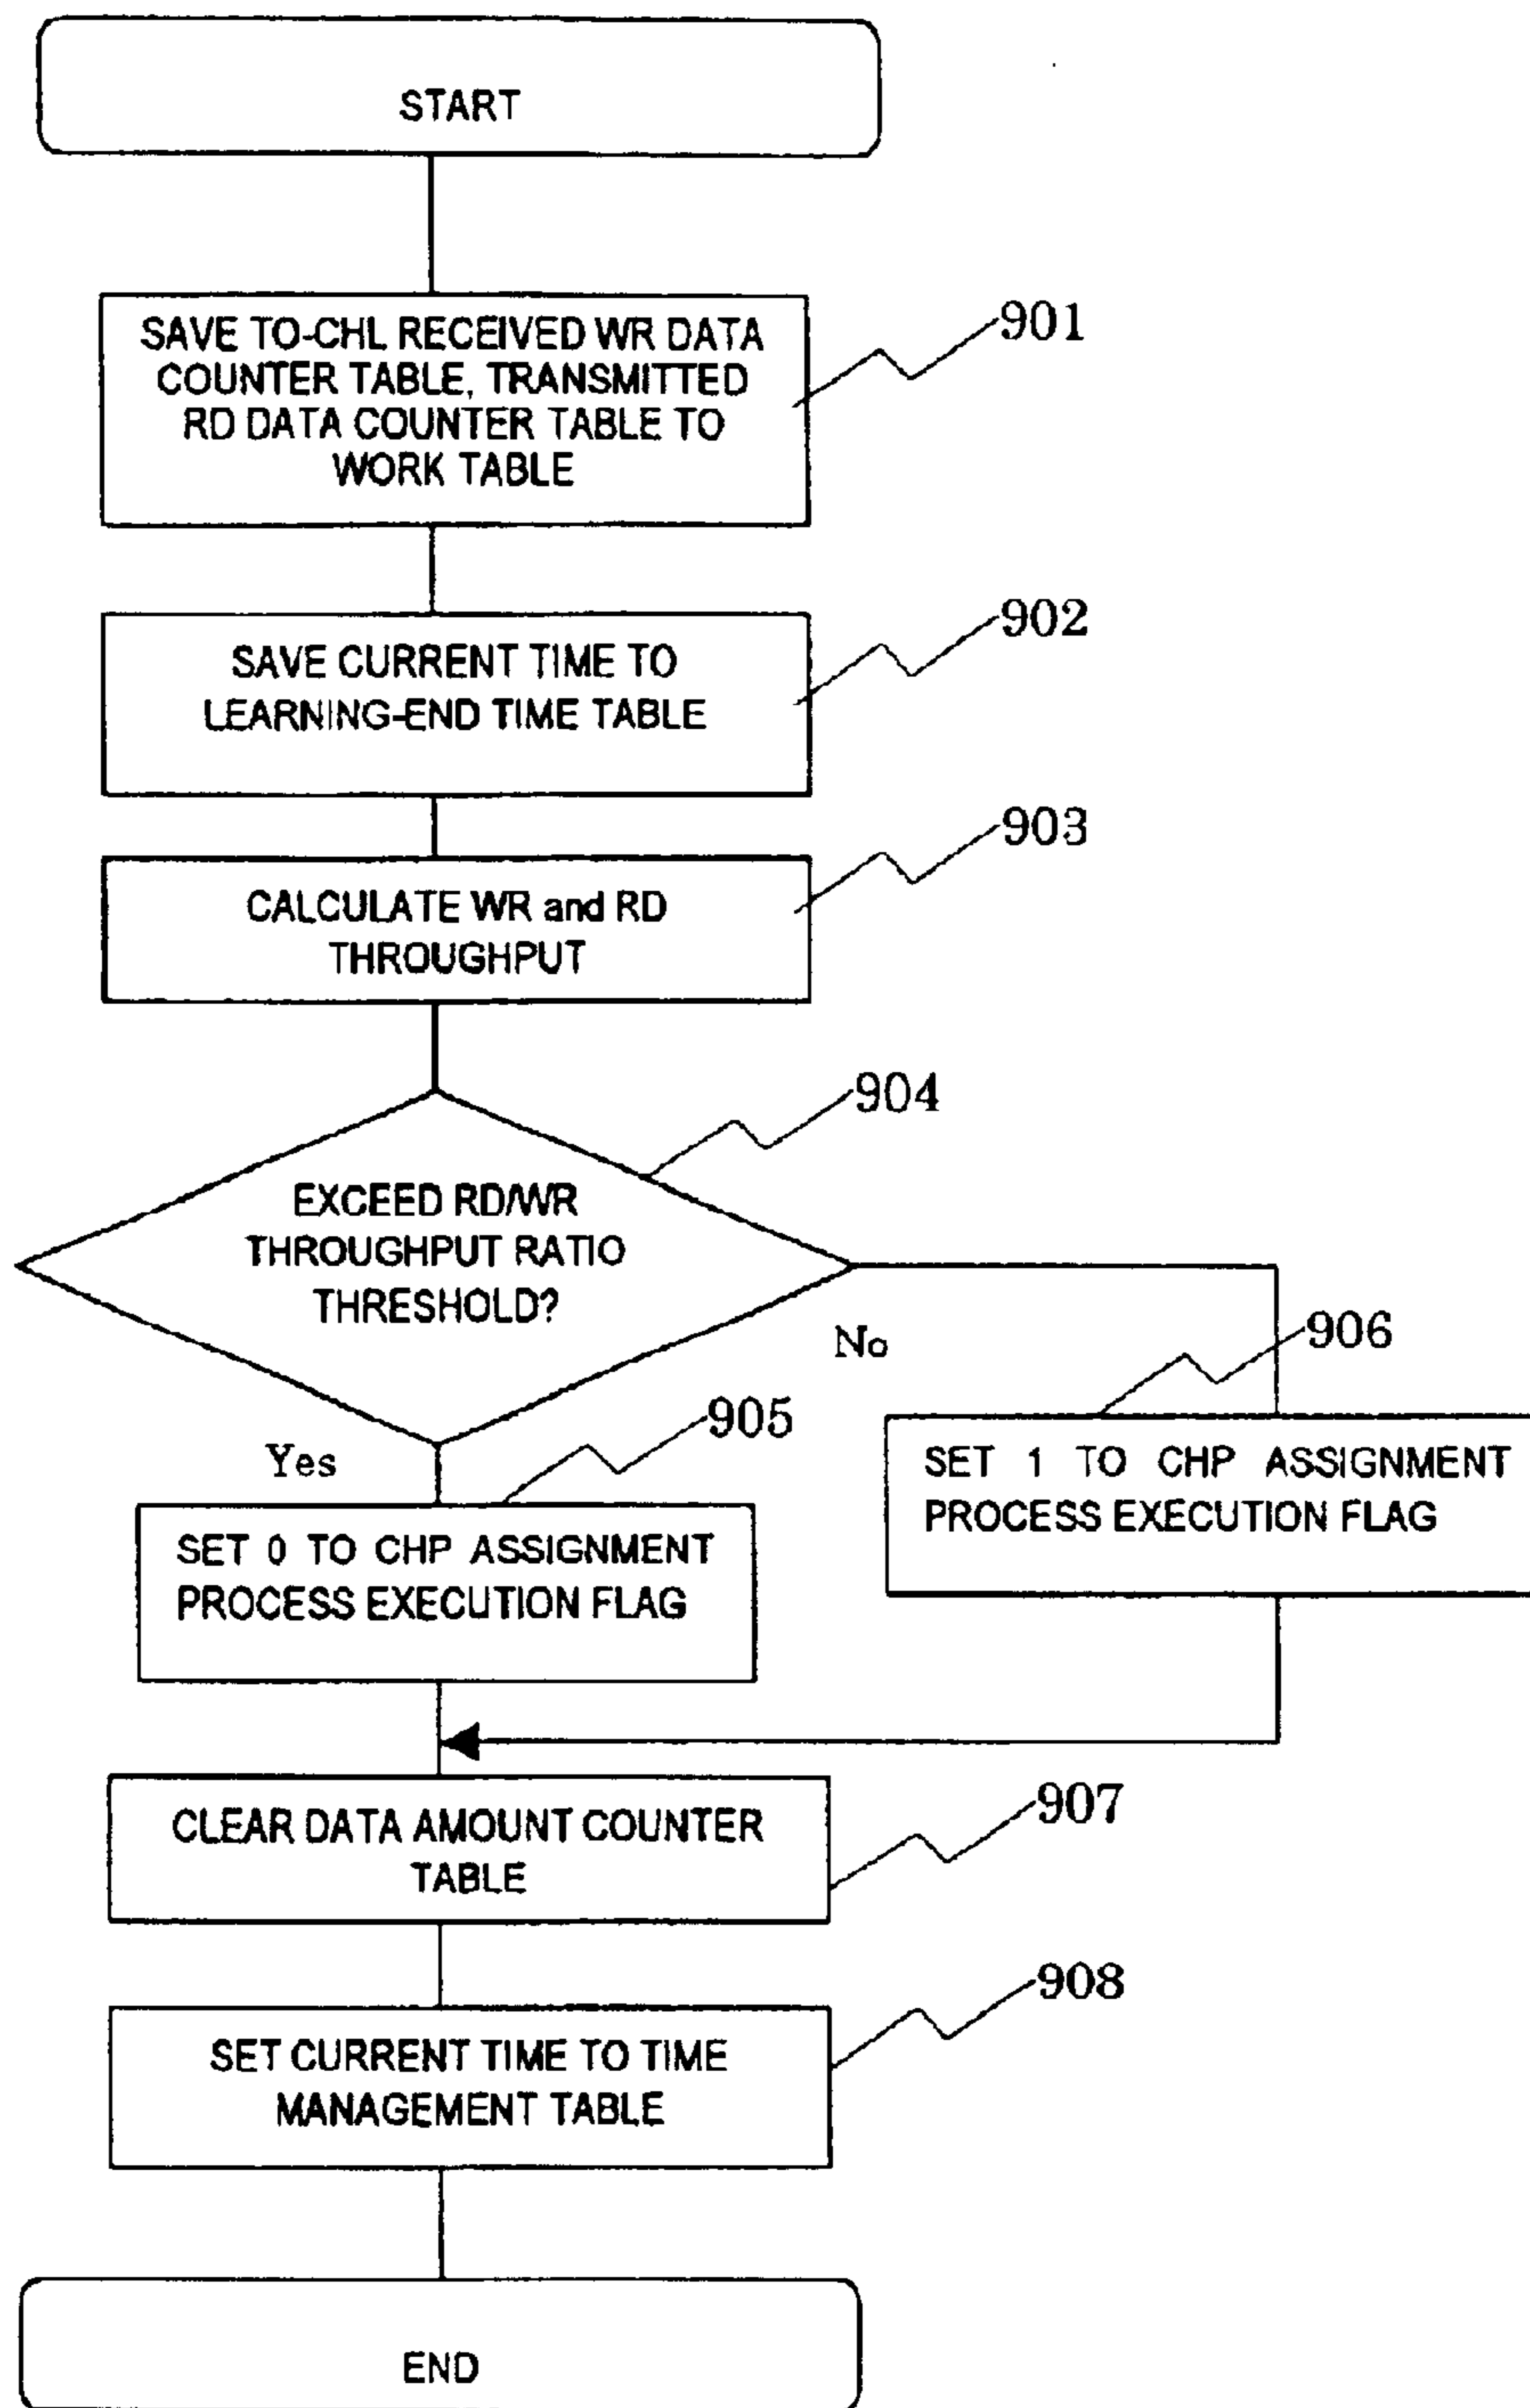 START
SAVE TO-CHL RECEIVED WR DATA
COUNTER TABLE, TRANSMITTED
RD DATA COUNTER TABLE TO
WORK TABLE
901
SAVE CURRENT TIME TO
LEARNING-END TIME TABLE
902
CALCULATE WR and RD
THROUGHPUT
903
EXCEED RD/WR
THROUGHPUT RATIO
THRESHOLD?
904
No
Yes
SET 0 TO CHP ASSIGNMENT
PROCESS EXECUTION FLAG
905
SET 1 TO CHP ASSIGNMENT
PROCESS EXECUTION FLAG
906
CLEAR DATA AMOUNT COUNTER
TABLE
907
SET CURRENT TIME TO TIME
MANAGEMENT TABLE
908
END